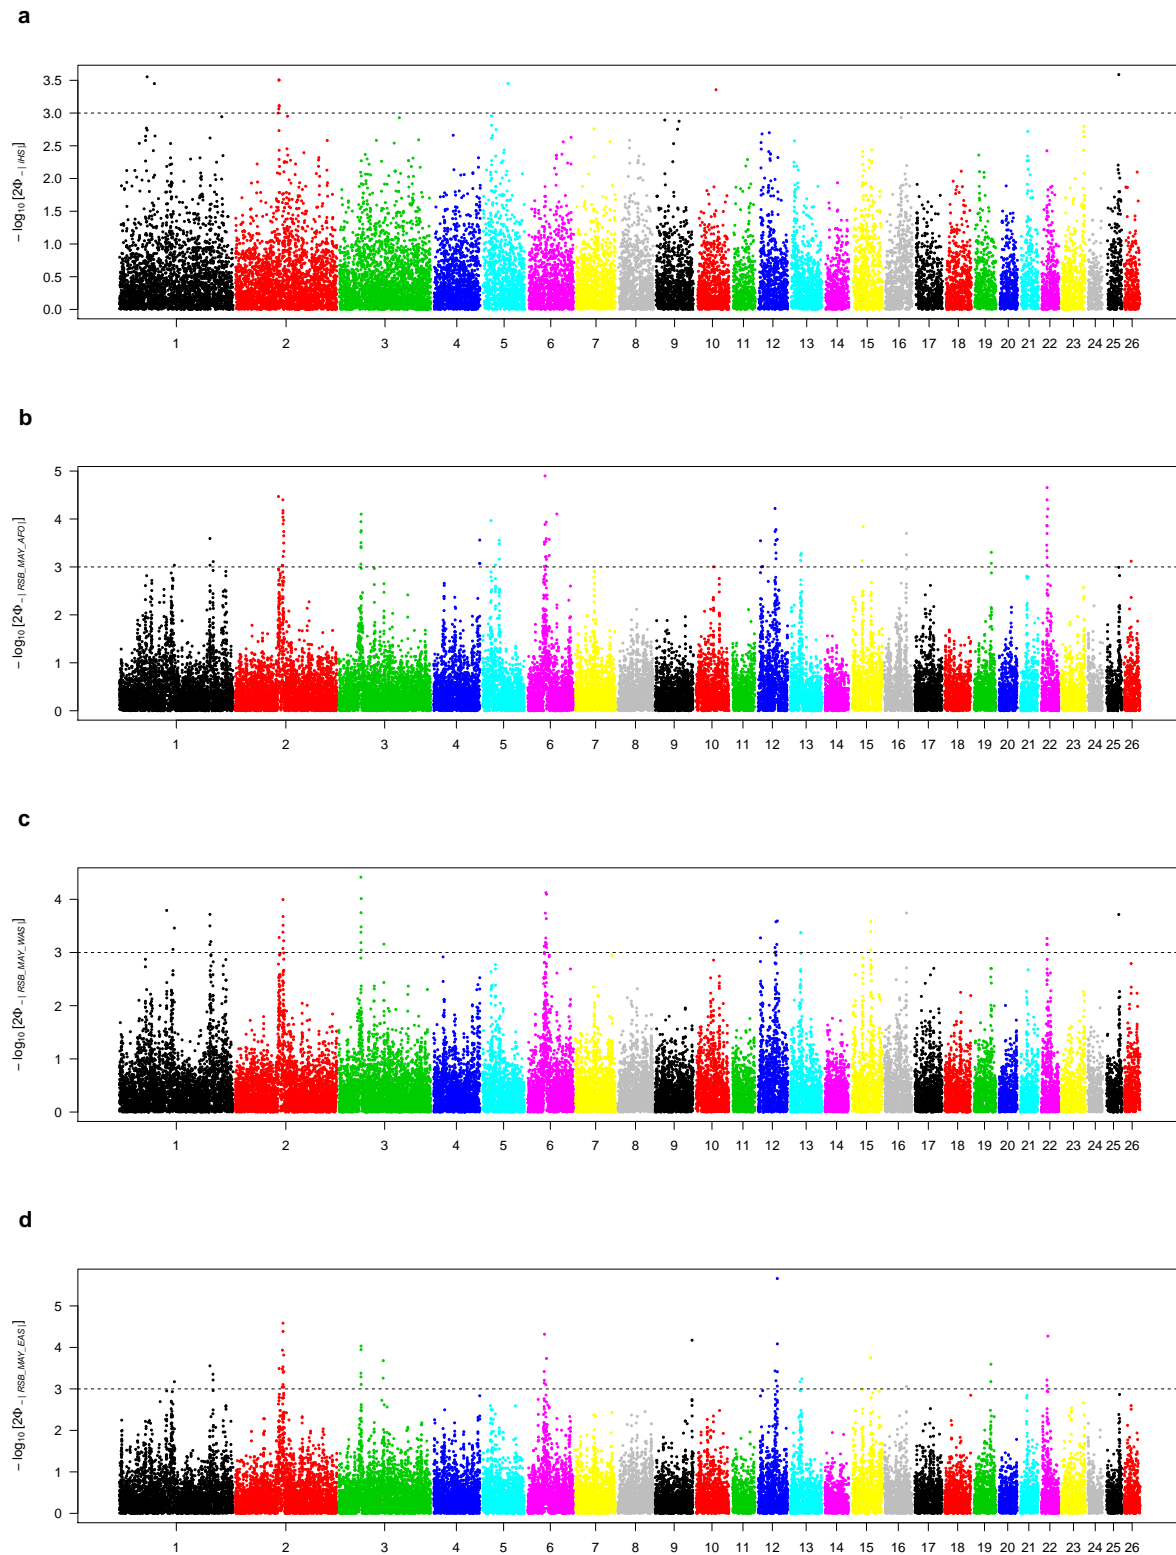 a
− log10 [2Φ−| iHS |]
3.5
3.0
2.5
2.0
1.5
1.0
0.5
0.0
1 2 3 4 5 6 7 8 9 10 11 12 13 14 15 16 17 18 19 20 21 22 23 24 25 26
b
− log10 [2Φ−| RSB_MAY_AFO |]
5
4
3
2
1
0
1 2 3 4 5 6 7 8 9 10 11 12 13 14 15 16 17 18 19 20 21 22 23 24 25 26
c
− log10 [2Φ−| RSB_MAY_WAS |]
4
3
2
1
0
1 2 3 4 5 6 7 8 9 10 11 12 13 14 15 16 17 18 19 20 21 22 23 24 25 26
d
− log10 [2Φ−| RSB_MAY_EAS |]
5
4
3
2
1
0
1 2 3 4 5 6 7 8 9 10 11 12 13 14 15 16 17 18 19 20 21 22 23 24 25 26